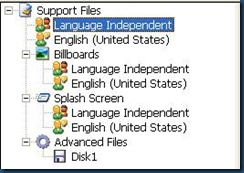 Support Files
Language Independent
English (United States)
Billboards
Language Independent
English (United States)
Splash Screen
Language Independent
English (United States)
Advanced Files
Disk1